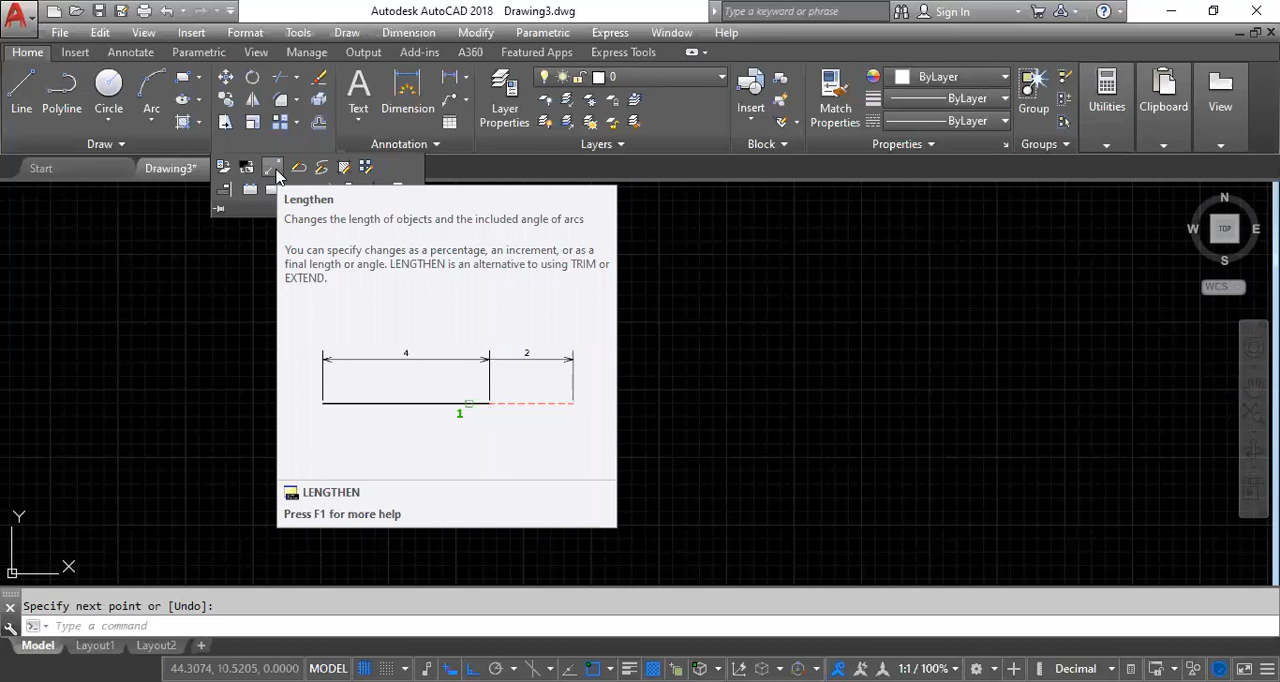 Autodesk AutoCAD 2018 Drawing3.dwg
Type a keyword or phrase
Sign In
File Edit View Insert Format Tools Draw Dimension Modify Parametric Express Window Help
Home Insert Annotate Parametric View Manage Output Add-ins A360 Featured Apps Express Tools
Line Polyline Circle Arc
Text Dimension
Layer Properties
0
Insert
Match Properties
ByLayer
ByLayer
ByLayer
Group
Utilities
Clipboard
View
Draw
Annotation
Layers
Block
Properties
Groups
Start
Drawing3*
Lengthen
Changes the length of objects and the included angle of arcs
You can specify changes as a percentage, an increment, or as a
final length or angle. LENGTHEN is an alternative to using TRIM or
EXTEND.
4
2
1
LENGTHEN
Press F1 for more help
N
W
TOP
E
S
WCS
Y
X
Specify next point or [Undo]:
Type a command
Model Layout1 Layout2 +
44.3074, 10.5205, 0.0000 MODEL 1:1 / 100% Decimal